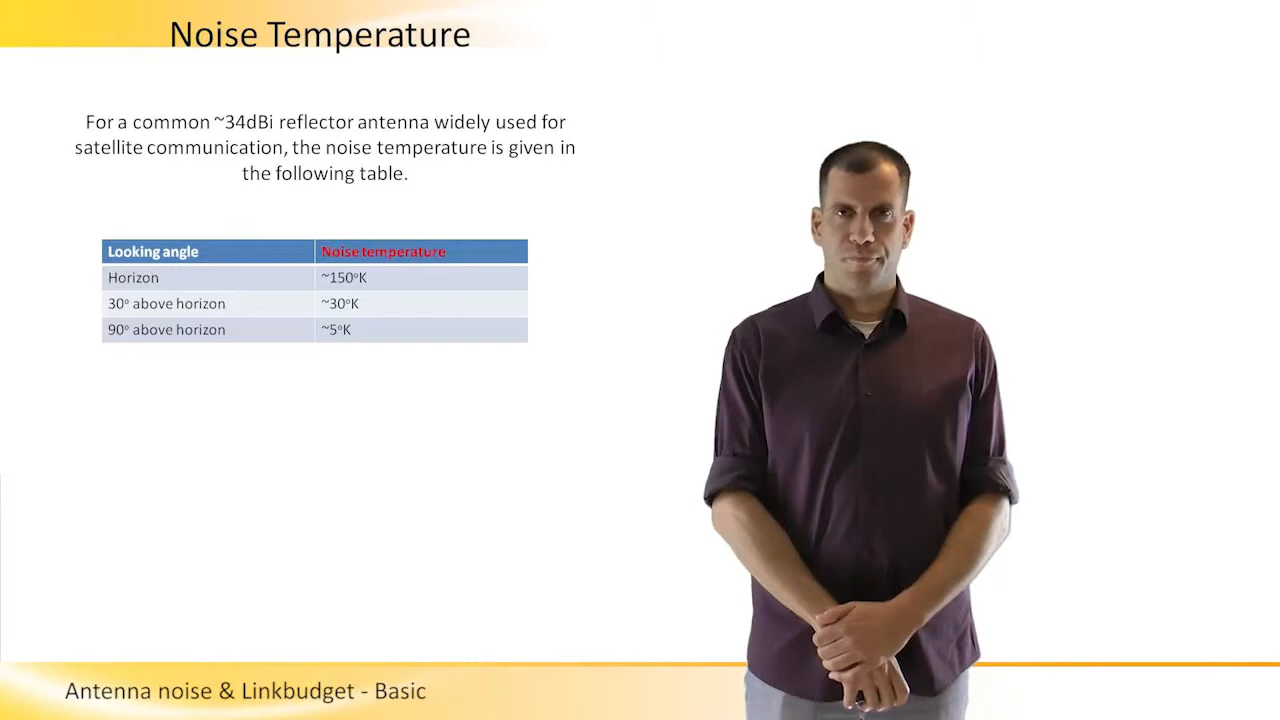 Noise Temperature
For a common ~34dBi reflector antenna widely used for
satellite communication, the noise temperature is given in
the following table.
Looking angle Noise temperature
Horizon ~150°K
30° above horizon ~30°K
90° above horizon ~5°K
Antenna noise & Linkbudget - Basic